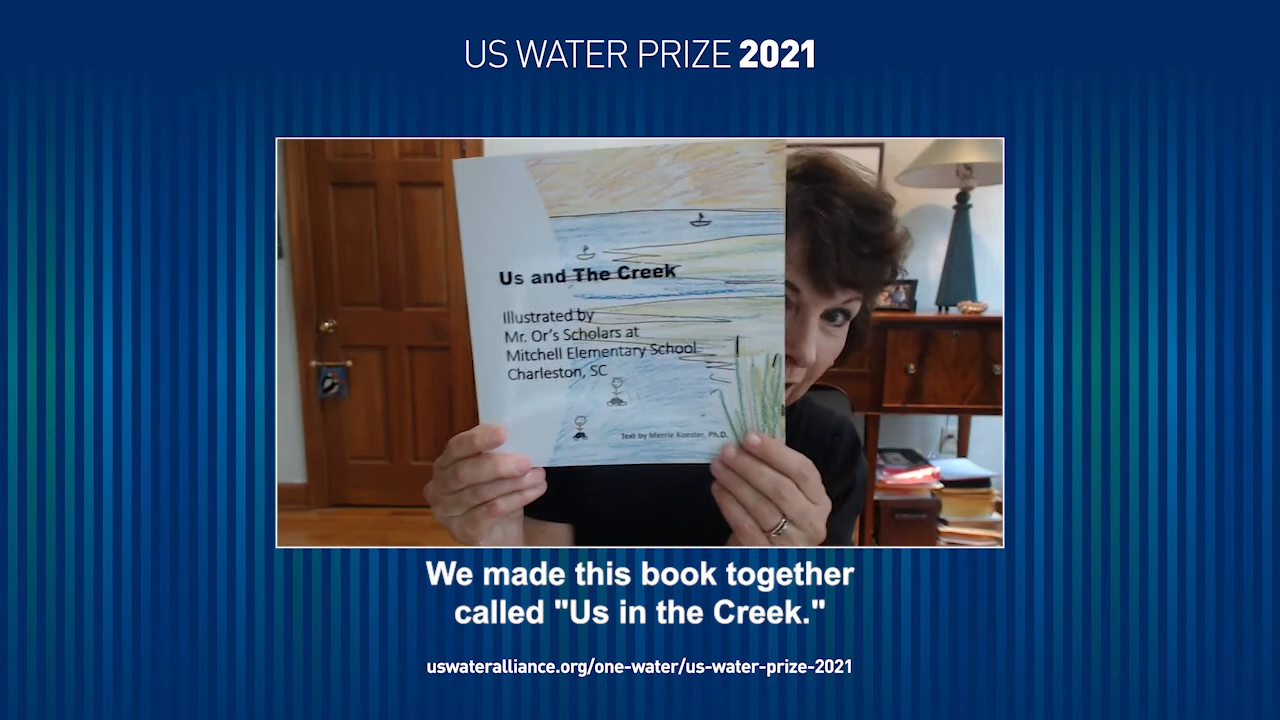 US WATER PRIZE 2021
Us and The Creek
Illustrated by
Mr. Or's Scholars at
Mitchell Elementary School
Charleston, SC
Text by Merrie Koester, Ph.D.
We made this book together
called "Us in the Creek."
uswateralliance.org/one-water/us-water-prize-2021